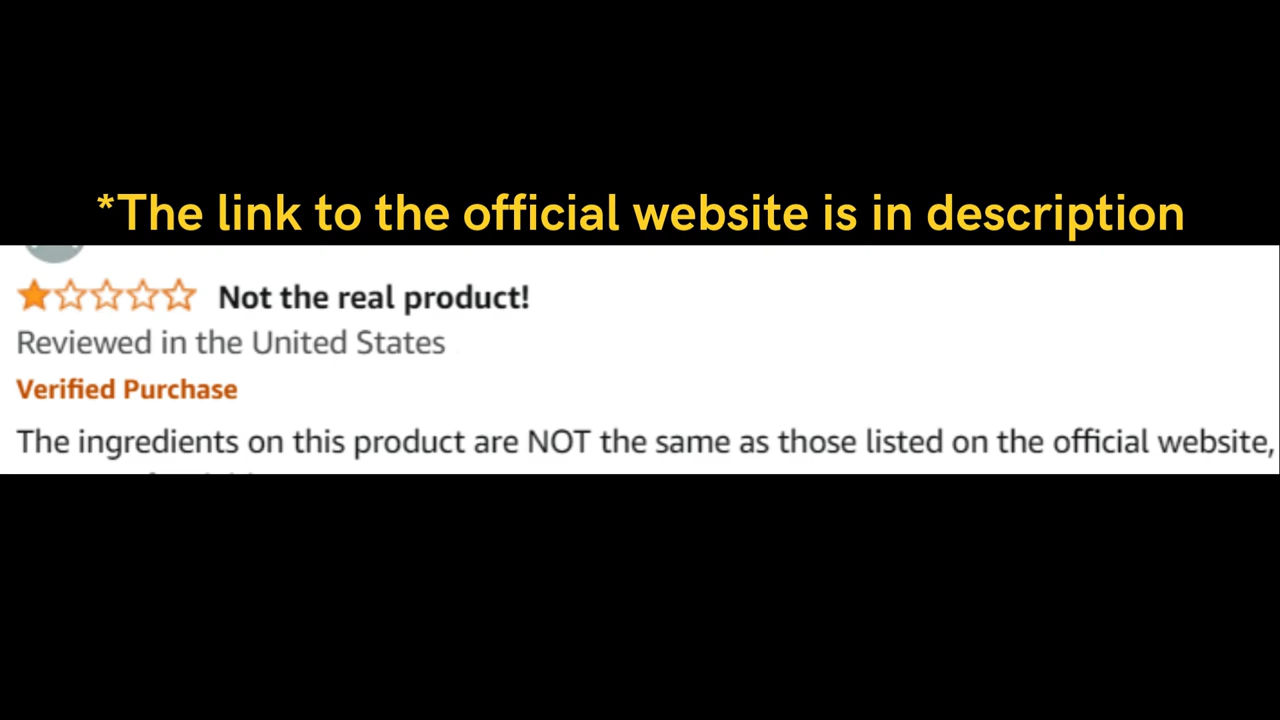 *The link to the official website is in description
Not the real product!
Reviewed in the United States
Verified Purchase
The ingredients on this product are NOT the same as those listed on the official website,